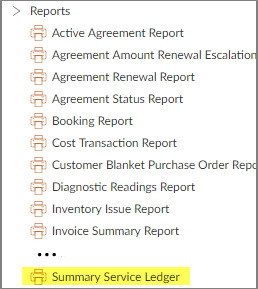 Reports
Active Agreement Report
Agreement Amount Renewal Escalation
Agreement Renewal Report
Agreement Status Report
Booking Report
Cost Transaction Report
Customer Blanket Purchase Order Repo
Diagnostic Readings Report
Inventory Issue Report
Invoice Summary Report
...
Summary Service Ledger